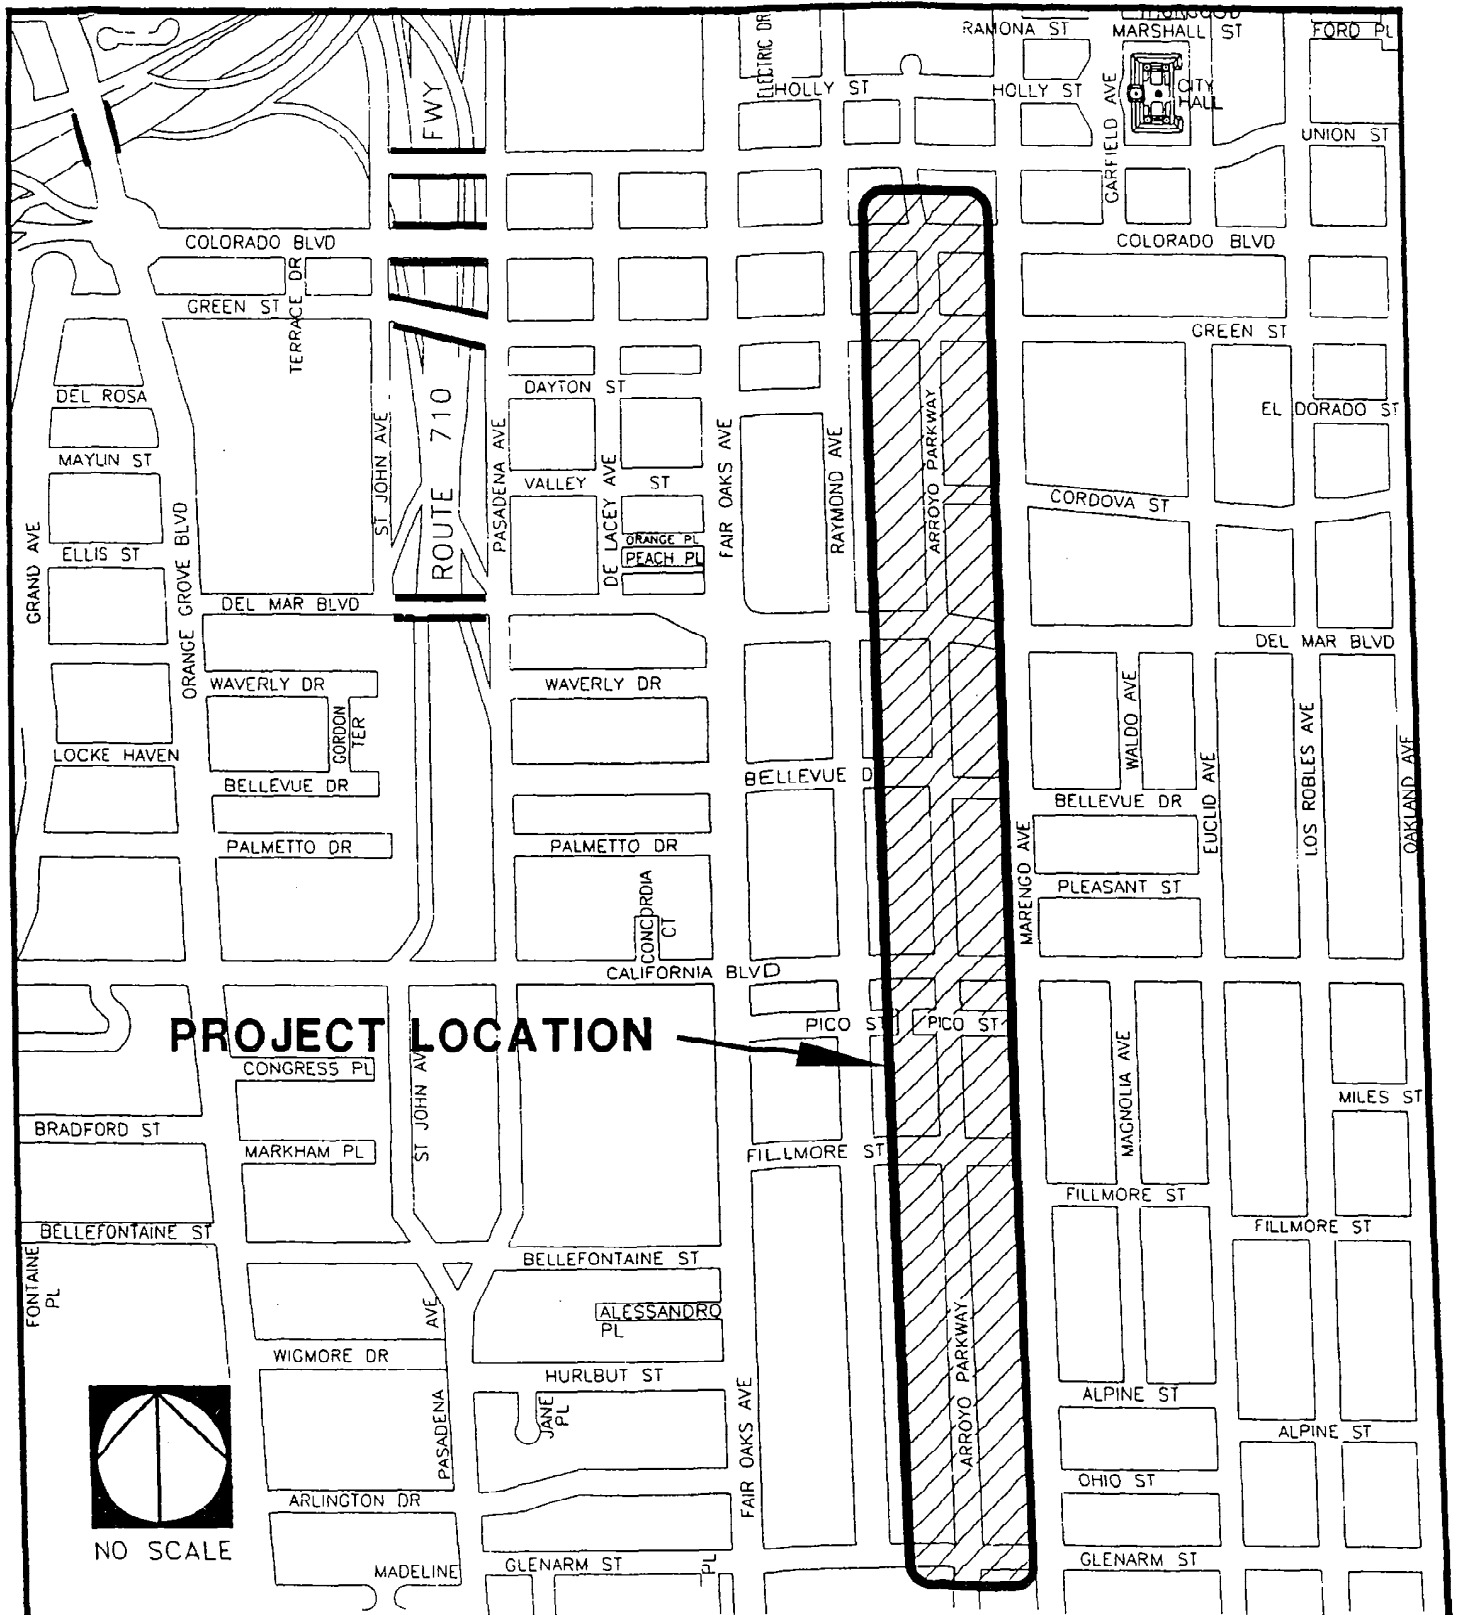 ELECTRIC DR
RAMONA ST
THURGOOD
MARSHALL ST
FORD PL
FWY
HOLLY ST
HOLLY ST
GARFIELD AVE
CITY
HALL
UNION ST
COLORADO BLVD
COLORADO BLVD
GREEN ST
TERRACE DR
GREEN ST
DEL ROSA
DAYTON ST
EL DORADO ST
MAYLIN ST
ST JOHN AVE
ROUTE 710
PASADENA AVE
VALLEY ST
DE LACEY AVE
FAIR OAKS AVE
RAYMOND AVE
ARROYO PARKWAY
CORDOVA ST
ORANGE PL
PEACH PL
GRAND AVE
ELLIS ST
ORANGE GROVE BLVD
DEL MAR BLVD
DEL MAR BLVD
WAVERLY DR
WAVERLY DR
GORDON
TER
WALDO AVE
LOCKE HAVEN
BELLEVUE DR
BELLEVUE D
BELLEVUE DR
EUCLID AVE
LOS ROBLES AVE
OAKLAND AVE
PALMETTO DR
PALMETTO DR
MARENGO AVE
PLEASANT ST
CONCORDIA
CT
CALIFORNIA BLVD
PROJECT LOCATION
PICO ST
PICO ST
CONGRESS PL
ST JOHN AV
MAGNOLIA AVE
MILES ST
BRADFORD ST
MARKHAM PL
FILLMORE ST
FILLMORE ST
FILLMORE ST
BELLEFONTAINE ST
BELLEFONTAINE ST
FONTAINE
PL
ALESSANDRO
PL
AVE
PASADENA
WIGMORE DR
HURLBUT ST
JANE
PL
FAIR OAKS AVE
ARROYO PARKWAY
ALPINE ST
ALPINE ST
OHIO ST
ARLINGTON DR
NO SCALE
MADELINE
GLENARM ST
PL
GLENARM ST